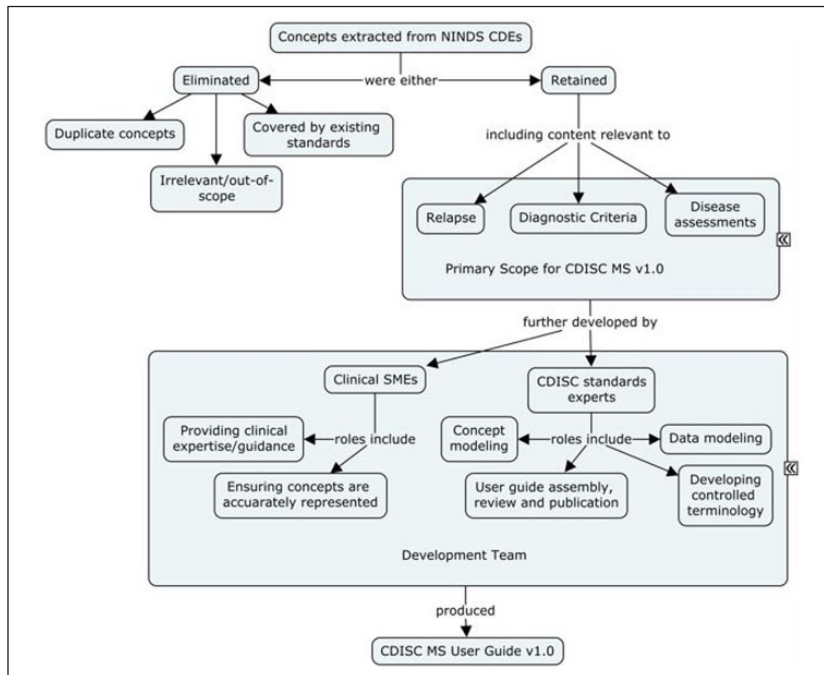 Concepts extracted from NINDS CDEs
Eliminated
were either
Retained
Duplicate concepts
Covered by existing
standards
Irrelevant/out-of-
scope
including content relevant to
Relapse
Diagnostic Criteria
Disease
assessments
Primary Scope for CDISC MS v1.0
further developed by
Clinical SMEs
CDISC standards
experts
Providing clinical
expertise/guidance
roles include
Ensuring concepts are
accuarately represented
Concept
modeling
roles include
Data modeling
User guide assembly,
review and publication
Developing
controlled
terminology
Development Team
produced
CDISC MS User Guide v1.0